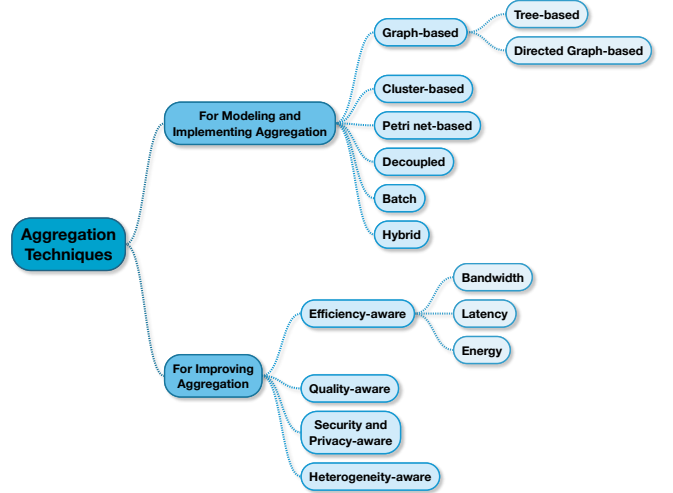 Aggregation
Techniques
For Modeling and
Implementing Aggregation
Graph-based
Tree-based
Directed Graph-based
Cluster-based
Petri net-based
Decoupled
Batch
Hybrid
For Improving
Aggregation
Efficiency-aware
Bandwidth
Latency
Energy
Quality-aware
Security and
Privacy-aware
Heterogeneity-aware